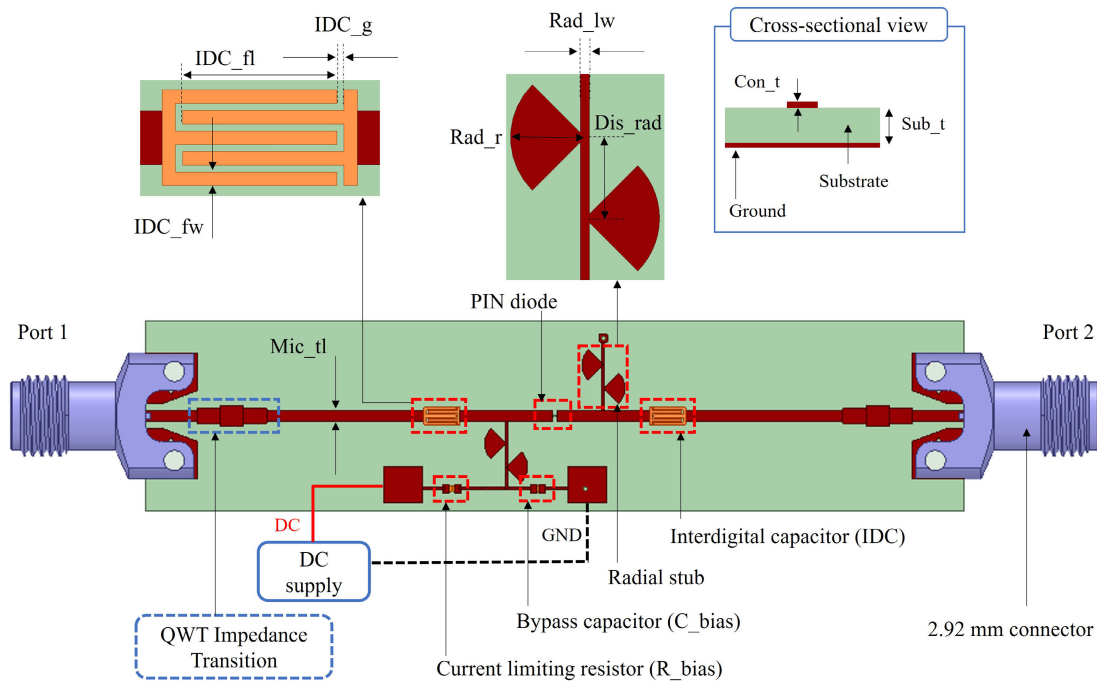 IDC_g
IDC_fl
IDC_fw
Rad_lw
Rad_r
Dis_rad
Cross-sectional view
Con_t
Sub_t
Substrate
Ground
PIN diode
Port 1
Mic_tl
Port 2
DC
GND
DC
supply
Interdigital capacitor (IDC)
Radial stub
Bypass capacitor (C_bias)
2.92 mm connector
QWT Impedance
Transition
Current limiting resistor (R_bias)